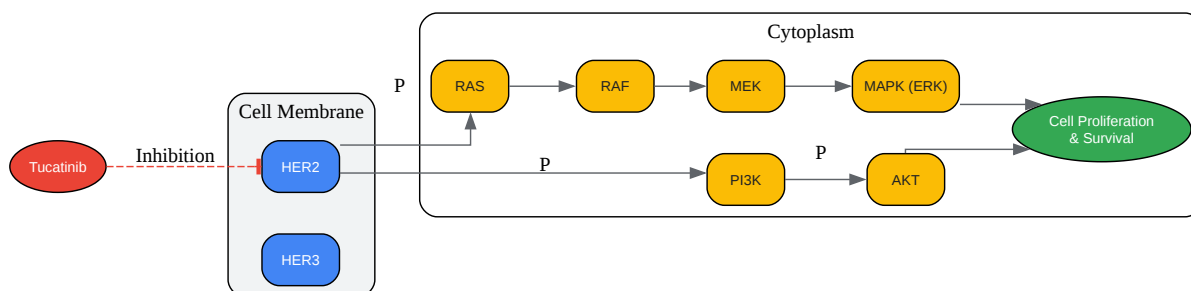 Cytoplasm
P
RAS
RAF
MEK
MAPK (ERK)
Cell Membrane
Cell Proliferation
& Survival
Tucatinib
Inhibition
HER2
P
P
PI3K
AKT
HER3